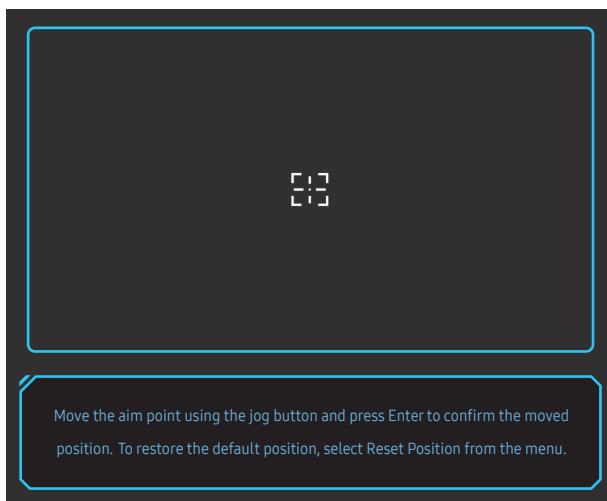 Move the aim point using the jog button and press Enter to confirm the moved
position. To restore the default position, select Reset Position from the menu.